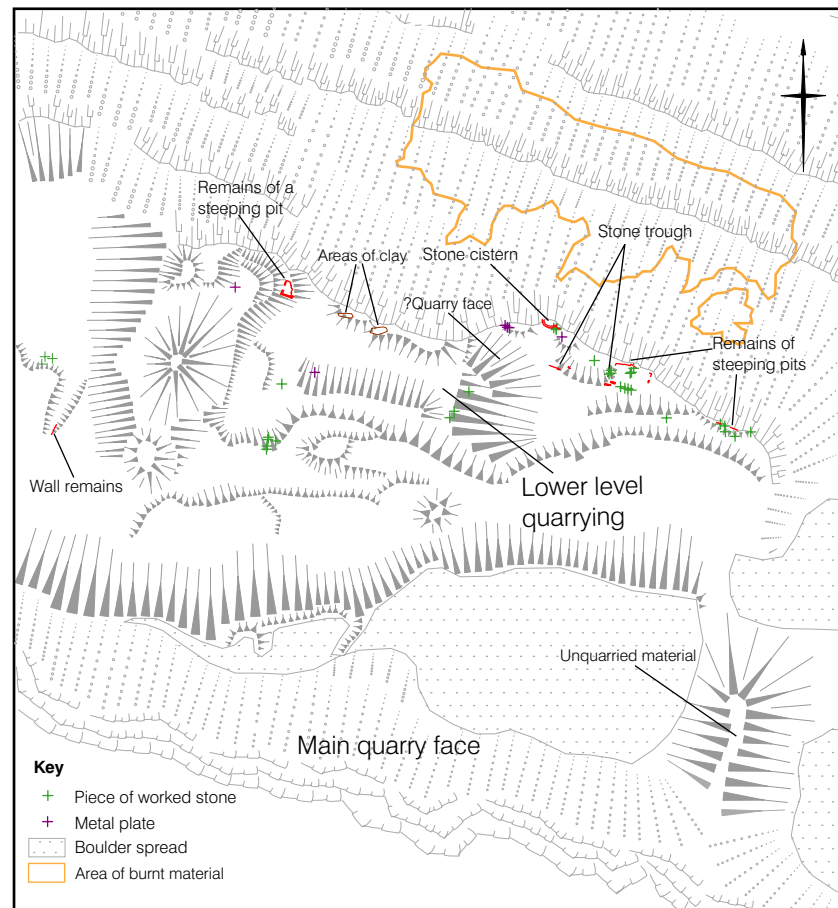 Remains of a
steeping pit
Areas of clay
Stone cistern
Stone trough
?Quarry face
Remains of
steeping pits
Wall remains
Lower level
quarrying
Unquarried material
Main quarry face
Key
Piece of worked stone
Metal plate
Boulder spread
Area of burnt material